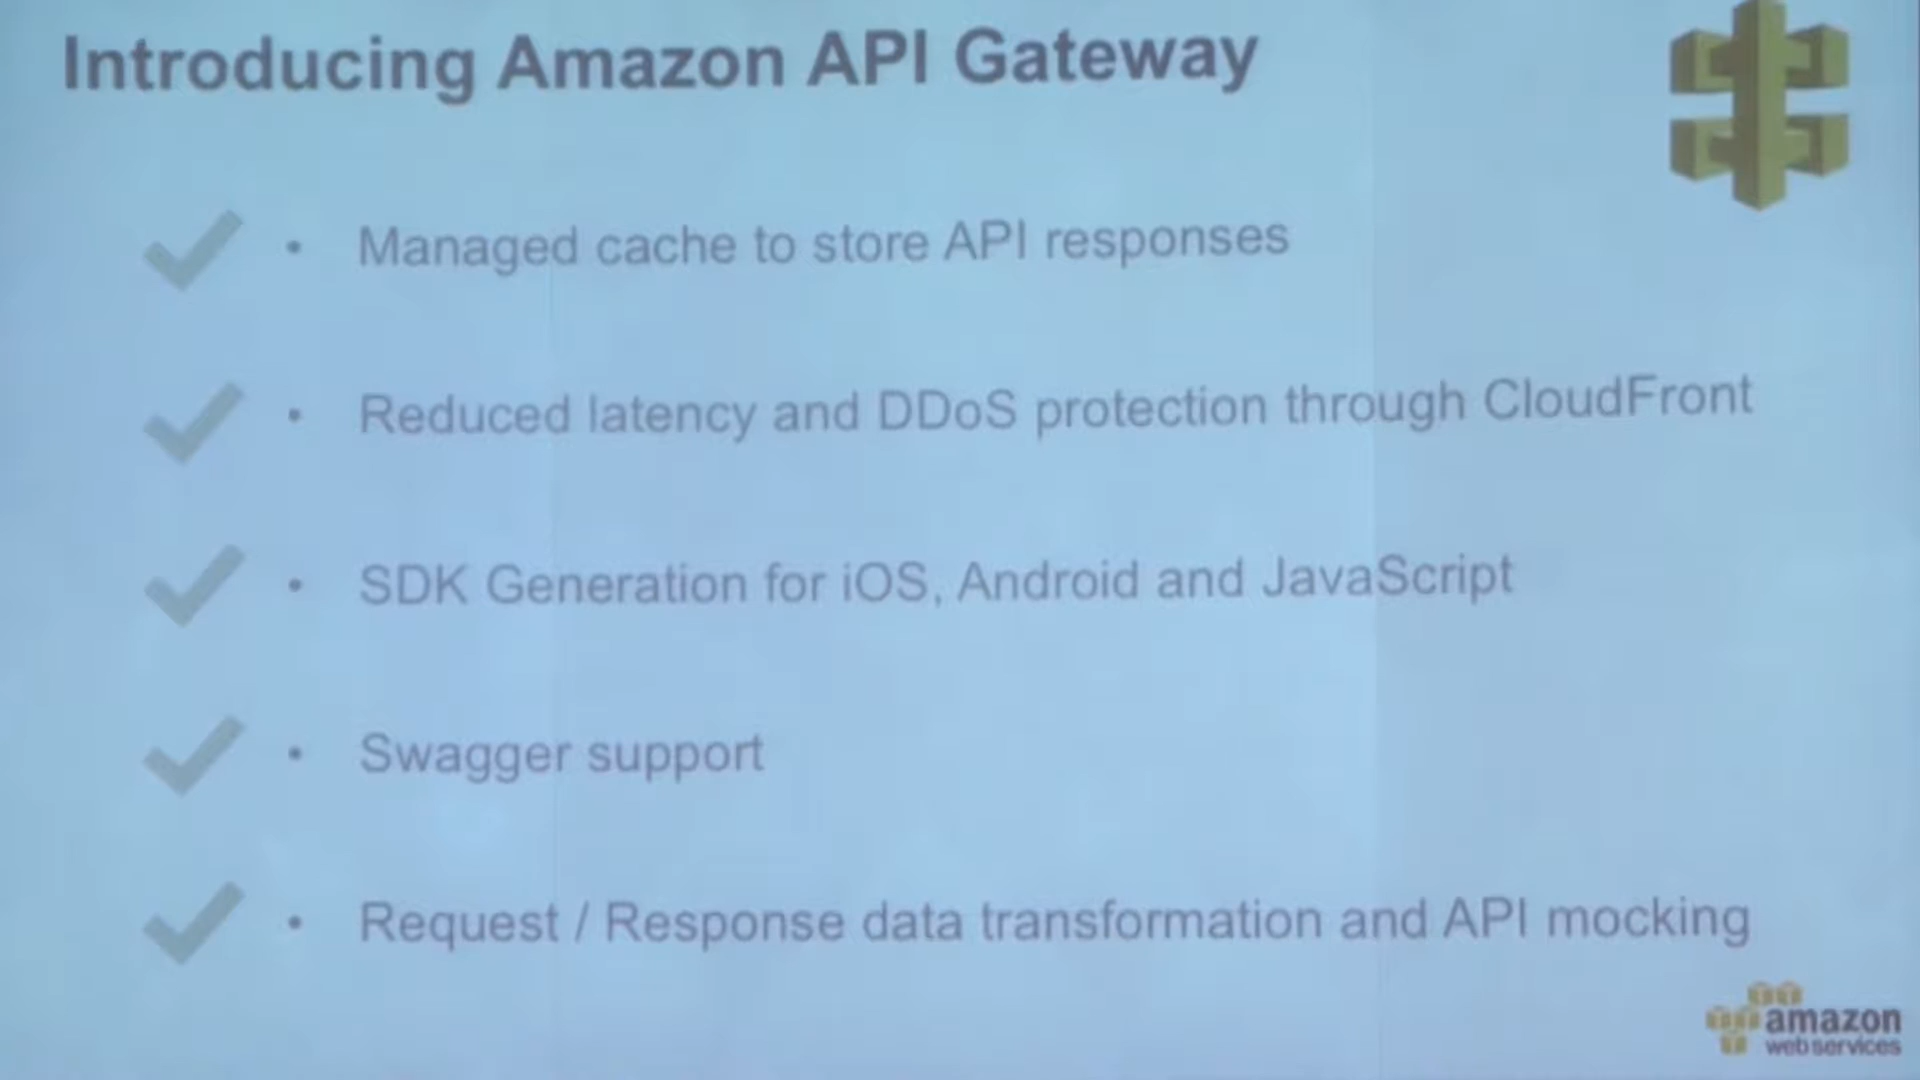 Introducing Amazon API Gateway
• Managed cache to store API responses
• Reduced latency and DDoS protection through CloudFront
• SDK Generation for iOS, Android and JavaScript
• Swagger support
• Request / Response data transformation and API mocking
amazon
web services